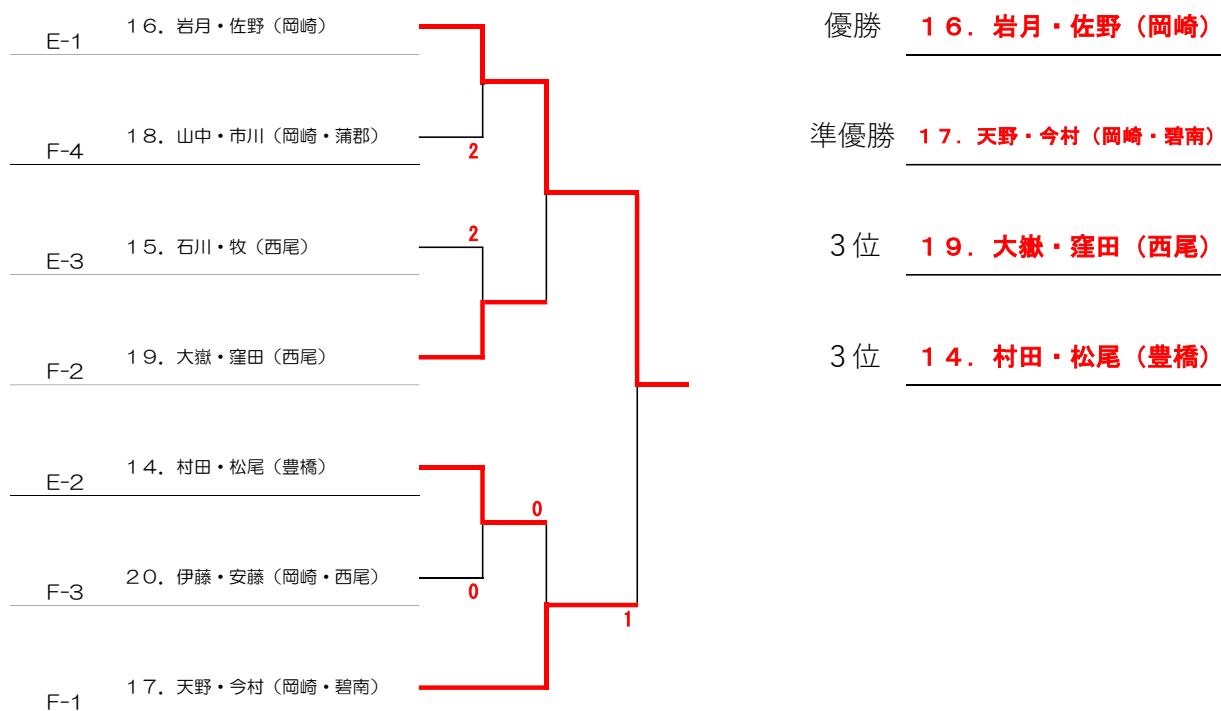 E-1 １６．岩月・佐野（岡崎）
F-4 １８．山中・市川（岡崎・蒲郡）
2
2
E-3 １５．石川・牧（西尾）
F-2 １９．大嶽・窪田（西尾）
E-2 １４．村田・松尾（豊橋）
0
F-3 ２０．伊藤・安藤（岡崎・西尾）
0
1
F-1 １７．天野・今村（岡崎・碧南）
優勝 １６．岩月・佐野（岡崎）
準優勝 １７．天野・今村（岡崎・碧南）
３位 １９．大嶽・窪田（西尾）
３位 １４．村田・松尾（豊橋）